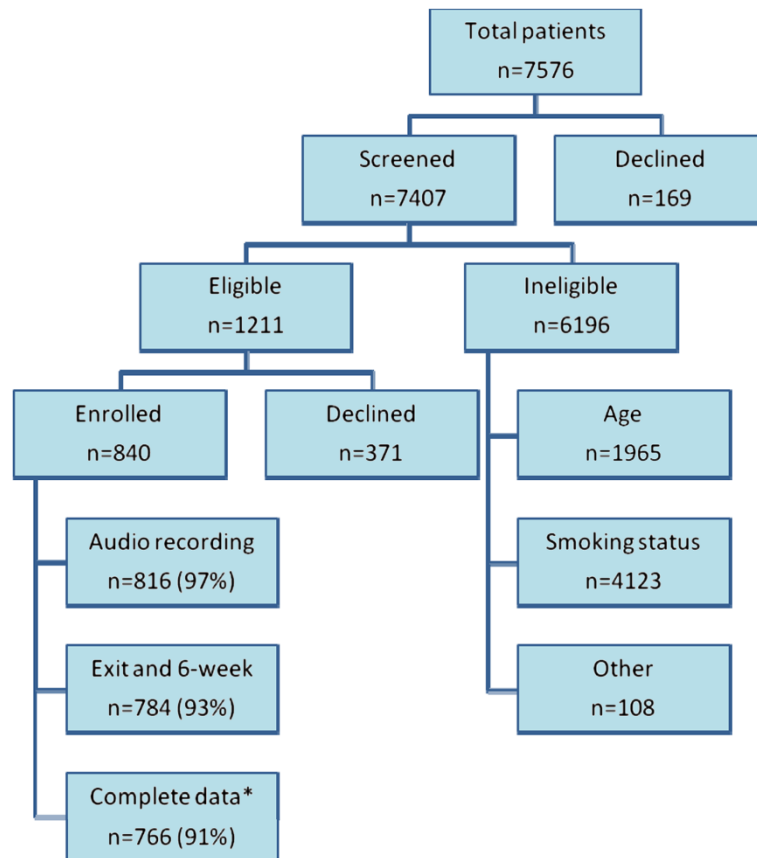 Total patients
n=7576
Screened
n=7407
Declined
n=169
Eligible
n=1211
Ineligible
n=6196
Enrolled
n=840
Declined
n=371
Age
n=1965
Audio recording
n=816 (97%)
Smoking status
n=4123
Exit and 6-week
n=784 (93%)
Other
n=108
Complete data*
n=766 (91%)